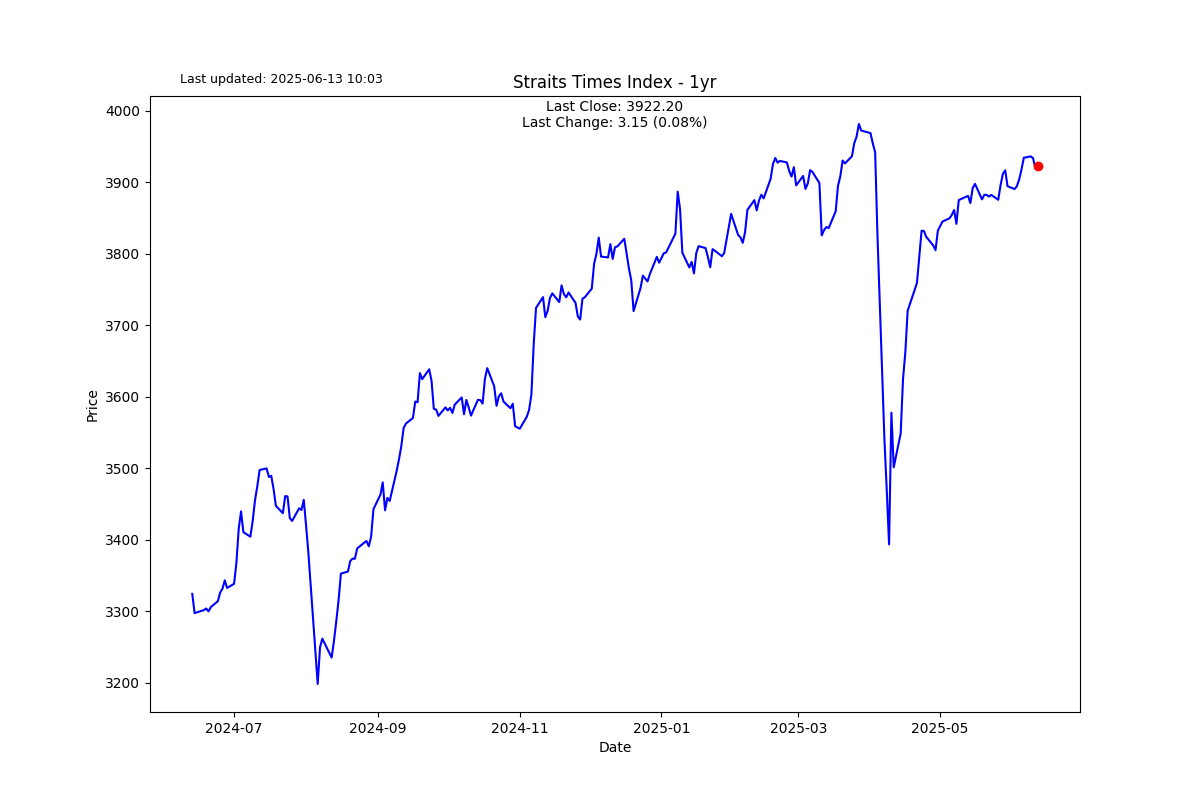 Last updated: 2025-06-13 10:03
Straits Times Index - 1yr
Last Close: 3922.20
Last Change: 3.15 (0.08%)
4000
3900
3800
3700
3600
3500
3400
3300
3200
Price
2024-07
2024-09
2024-11
2025-01
2025-03
2025-05
Date